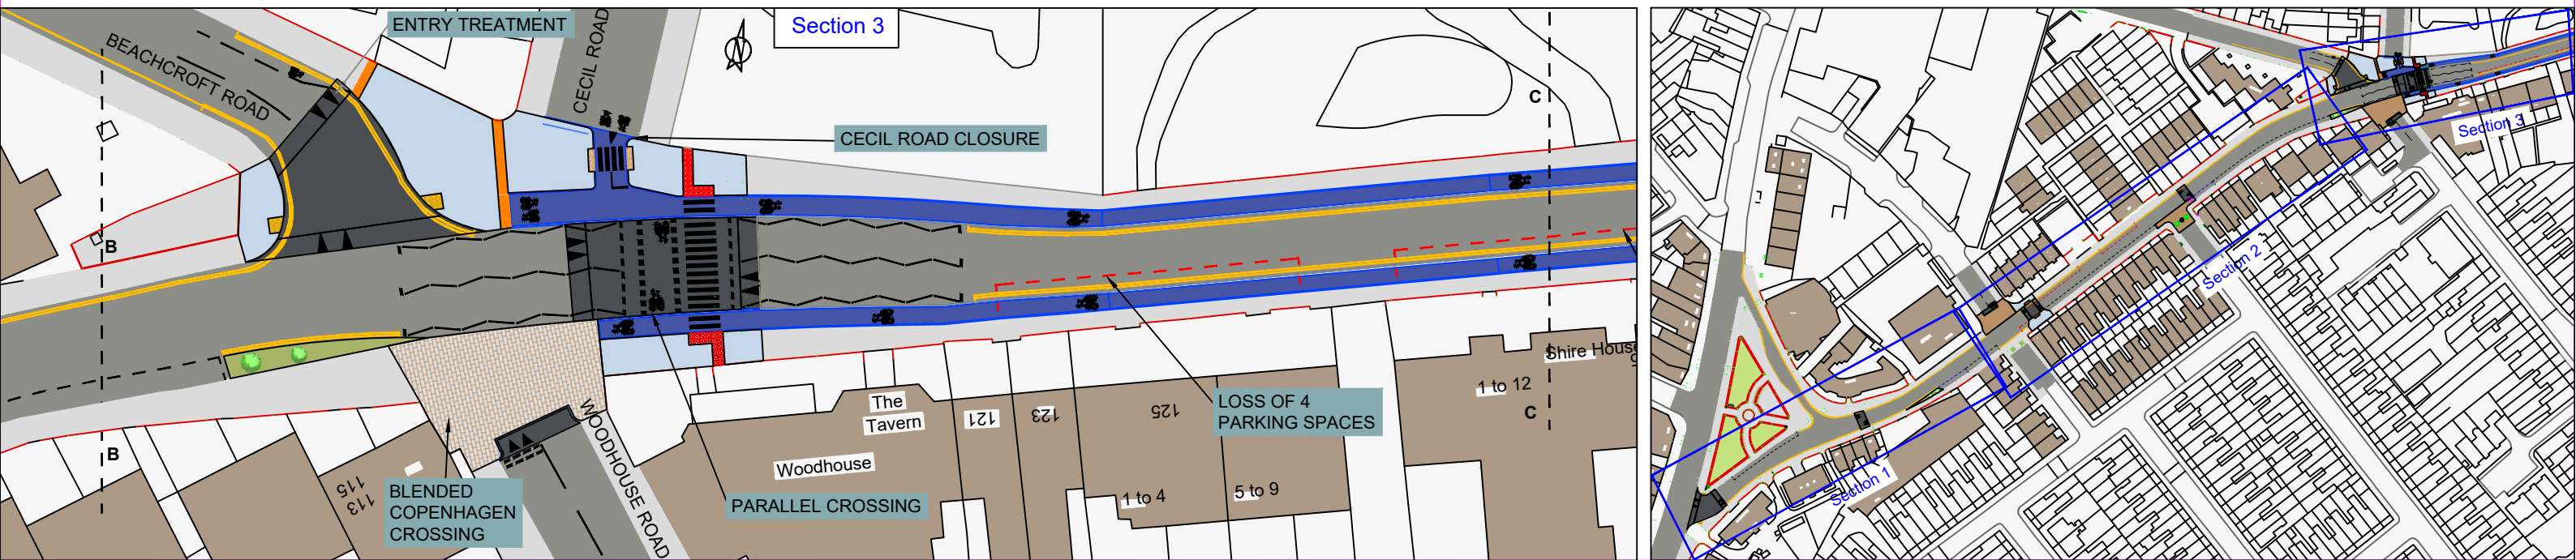 ENTRY TREATMENT
Section 3
BEACHCROFT ROAD
CECIL ROAD
C
CECIL ROAD CLOSURE
B
Shire House
The
Tavern
121
123
125
1 to 12
LOSS OF 4
PARKING SPACES
C
B
Woodhouse
WOODHOUSE ROAD
115
113
BLENDED
COPENHAGEN
CROSSING
PARALLEL CROSSING
1 to 4
5 to 9
Section 3
Section 2
Section 1